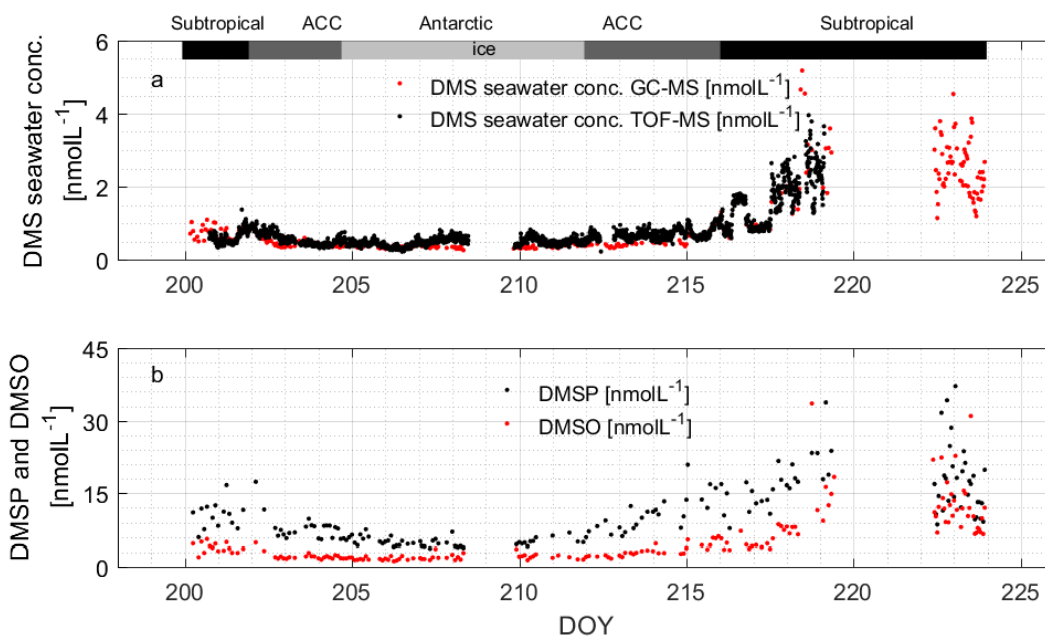 Subtropical ACC Antarctic ACC Subtropical
ice
a
DMS seawater conc. GC-MS [nmolL⁻¹]
DMS seawater conc. TOF-MS [nmolL⁻¹]
DMS seawater conc.
[nmolL⁻¹]
6
4
2
0
200 205 210 215 220 225
b
DMSP [nmolL⁻¹]
DMSO [nmolL⁻¹]
DMSP and DMSO
[nmolL⁻¹]
45
30
15
0
200 205 210 215 220 225
DOY